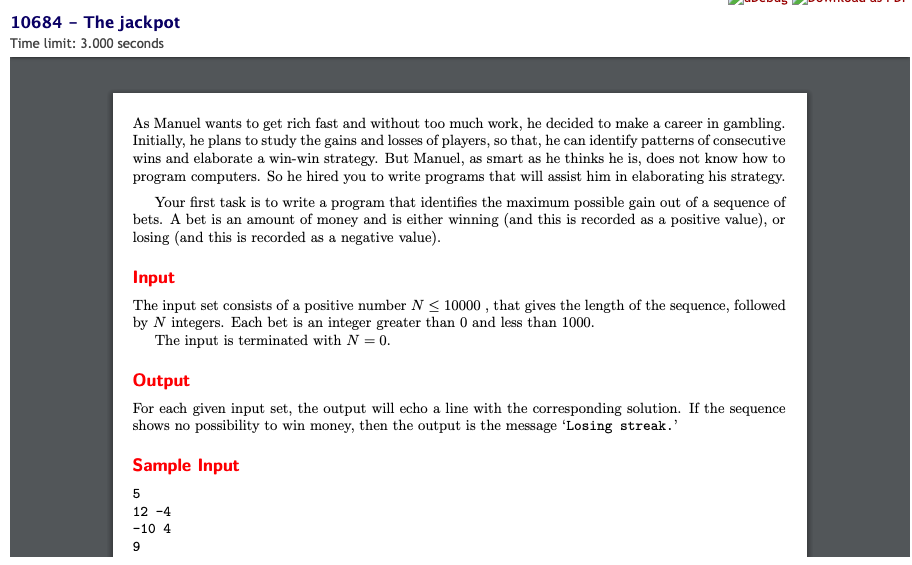 10684 - The jackpot
Time limit: 3.000 seconds
As Manuel wants to get rich fast and without too much work, he decided to make a career in gambling.
Initially, he plans to study the gains and losses of players, so that, he can identify patterns of consecutive
wins and elaborate a win-win strategy. But Manuel, as smart as he thinks he is, does not know how to
program computers. So he hired you to write programs that will assist him in elaborating his strategy.
Your first task is to write a program that identifies the maximum possible gain out of a sequence of
bets. A bet is an amount of money and is either winning (and this is recorded as a positive value), or
losing (and this is recorded as a negative value).
Input
The input set consists of a positive number N ≤ 10000 , that gives the length of the sequence, followed
by N integers. Each bet is an integer greater than 0 and less than 1000.
The input is terminated with N = 0.
Output
For each given input set, the output will echo a line with the corresponding solution. If the sequence
shows no possibility to win money, then the output is the message ‘Losing streak.’
Sample Input
5
12 -4
-10 4
9